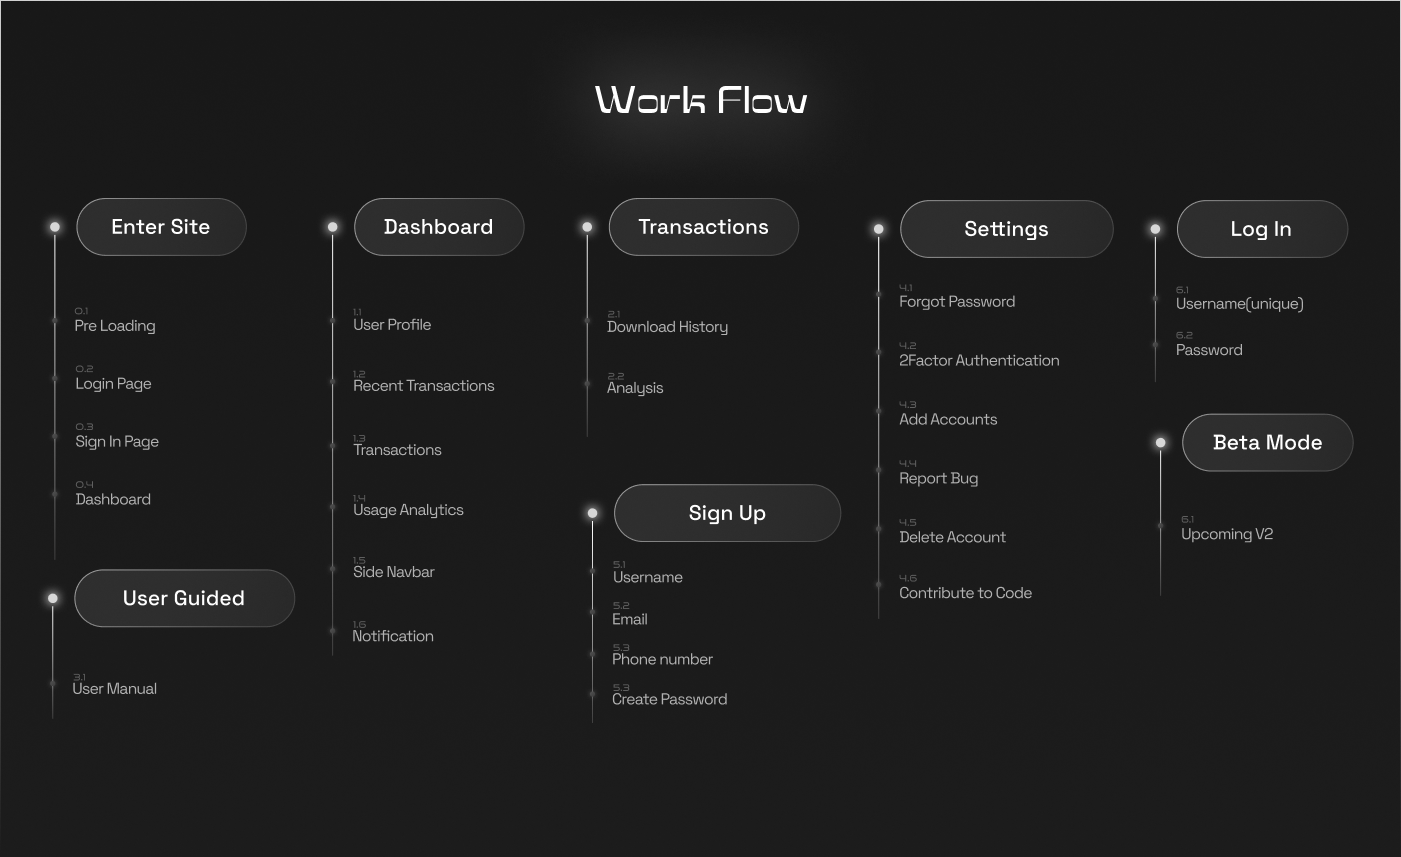 Work Flow
Enter Site
0.1
Pre Loading
0.2
Login Page
0.3
Sign In Page
0.4
Dashboard
User Guided
3.1
User Manual
Dashboard
1.1
User Profile
1.2
Recent Transactions
1.3
Transactions
1.4
Usage Analytics
1.5
Side Navbar
1.6
Notification
Transactions
2.1
Download History
2.2
Analysis
Sign Up
5.1
Username
5.2
Email
5.3
Phone number
5.3
Create Password
Settings
4.1
Forgot Password
4.2
2Factor Authentication
4.3
Add Accounts
4.4
Report Bug
4.5
Delete Account
4.6
Contribute to Code
Log In
6.1
Username(unique)
6.2
Password
Beta Mode
6.1
Upcoming V2